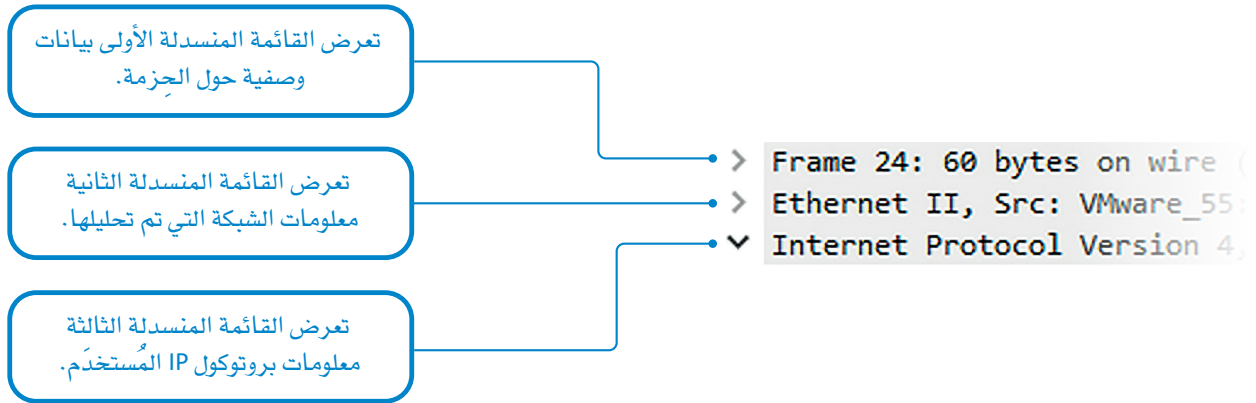 تعرض القائمة المنسدلة الأولى بيانات
وصفية حول الحِزمة.
تعرض القائمة المنسدلة الثانية
معلومات الشبكة التي تم تحليلها.
تعرض القائمة المنسدلة الثالثة
معلومات بروتوكول IP المُستخدَم.
Frame 24: 60 bytes on wire (
Ethernet II, Src: VMware_55:
Internet Protocol Version 4,